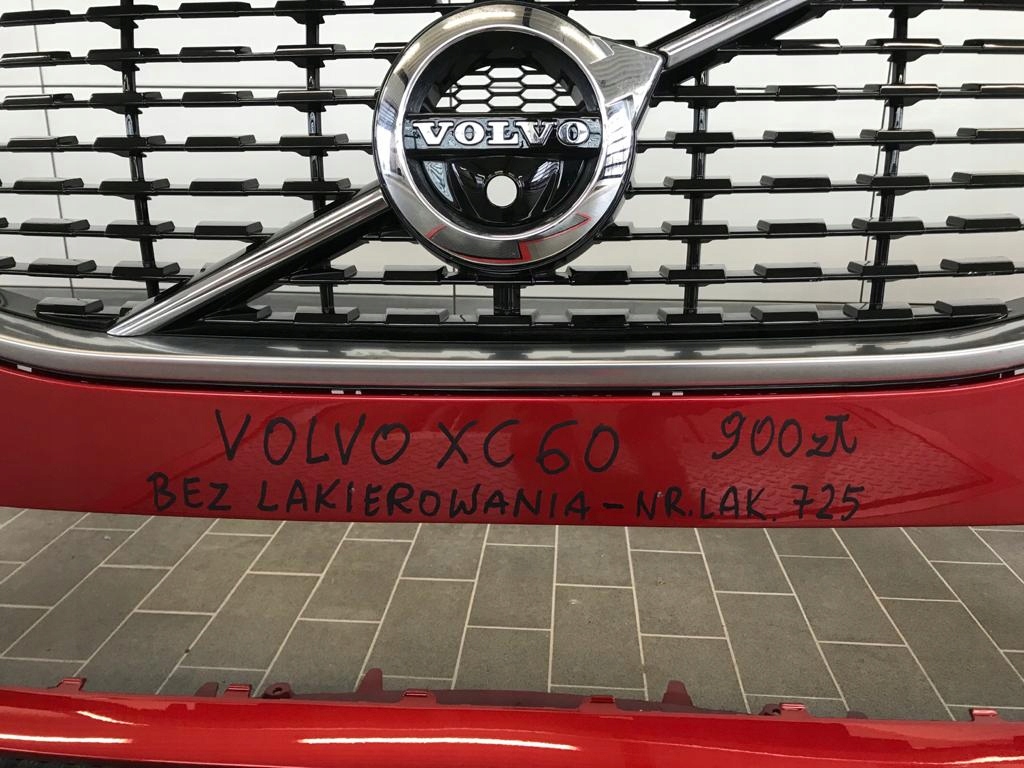 VOLVO
VOLVO XC60 900zł
BEZ LAKIEROWANIA - NR.LAK. 725